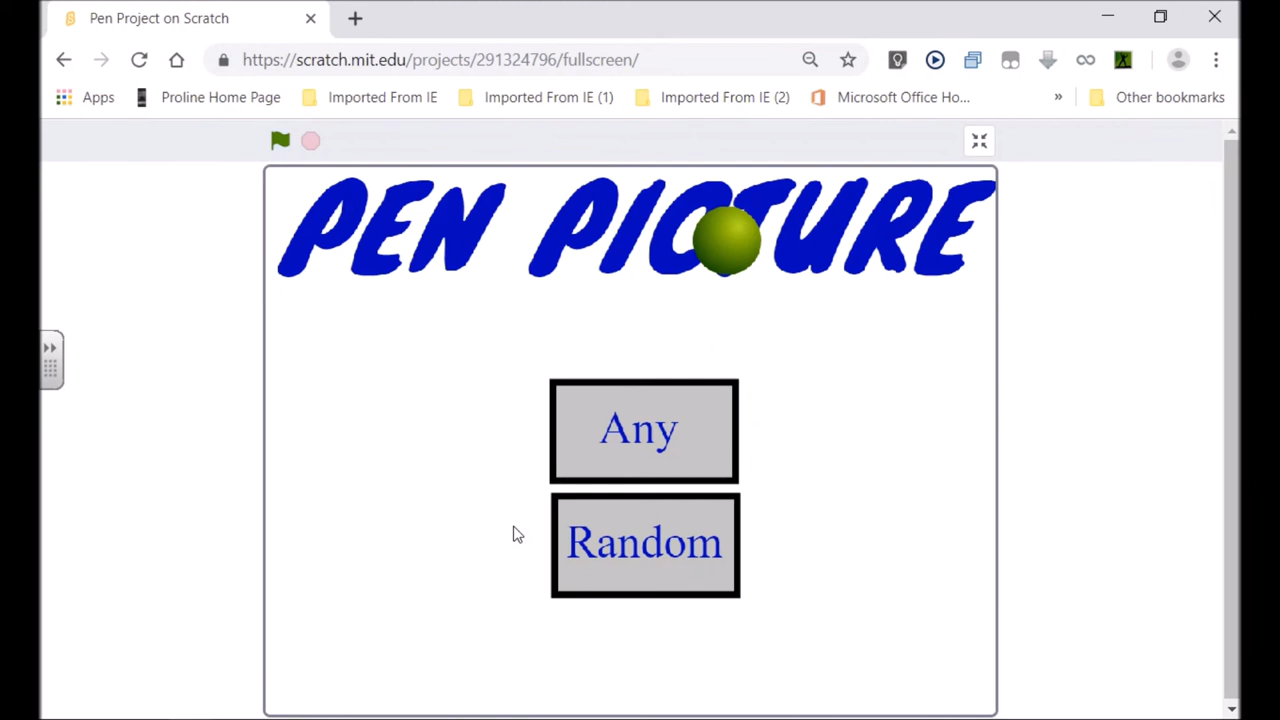 Pen Project on Scratch
https://scratch.mit.edu/projects/291324796/fullscreen/
Apps Proline Home Page Imported From IE Imported From IE (1) Imported From IE (2) Microsoft Office Ho... » Other bookmarks
PEN PICTURE
Any
Random